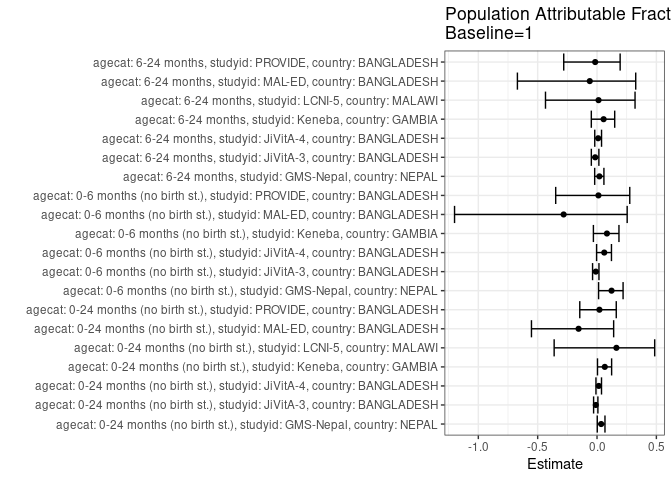 Population Attributable Fract
Baseline=1
agecat: 6-24 months, studyid: PROVIDE, country: BANGLADESH
agecat: 6-24 months, studyid: MAL-ED, country: BANGLADESH
agecat: 6-24 months, studyid: LCNI-5, country: MALAWI
agecat: 6-24 months, studyid: Keneba, country: GAMBIA
agecat: 6-24 months, studyid: JiVitA-4, country: BANGLADESH
agecat: 6-24 months, studyid: JiVitA-3, country: BANGLADESH
agecat: 6-24 months, studyid: GMS-Nepal, country: NEPAL
agecat: 0-6 months (no birth st.), studyid: PROVIDE, country: BANGLADESH
agecat: 0-6 months (no birth st.), studyid: MAL-ED, country: BANGLADESH
agecat: 0-6 months (no birth st.), studyid: Keneba, country: GAMBIA
agecat: 0-6 months (no birth st.), studyid: JiVitA-4, country: BANGLADESH
agecat: 0-6 months (no birth st.), studyid: JiVitA-3, country: BANGLADESH
agecat: 0-6 months (no birth st.), studyid: GMS-Nepal, country: NEPAL
agecat: 0-24 months (no birth st.), studyid: PROVIDE, country: BANGLADESH
agecat: 0-24 months (no birth st.), studyid: MAL-ED, country: BANGLADESH
agecat: 0-24 months (no birth st.), studyid: LCNI-5, country: MALAWI
agecat: 0-24 months (no birth st.), studyid: Keneba, country: GAMBIA
agecat: 0-24 months (no birth st.), studyid: JiVitA-4, country: BANGLADESH
agecat: 0-24 months (no birth st.), studyid: JiVitA-3, country: BANGLADESH
agecat: 0-24 months (no birth st.), studyid: GMS-Nepal, country: NEPAL
-1.0 -0.5 0.0 0.5
Estimate